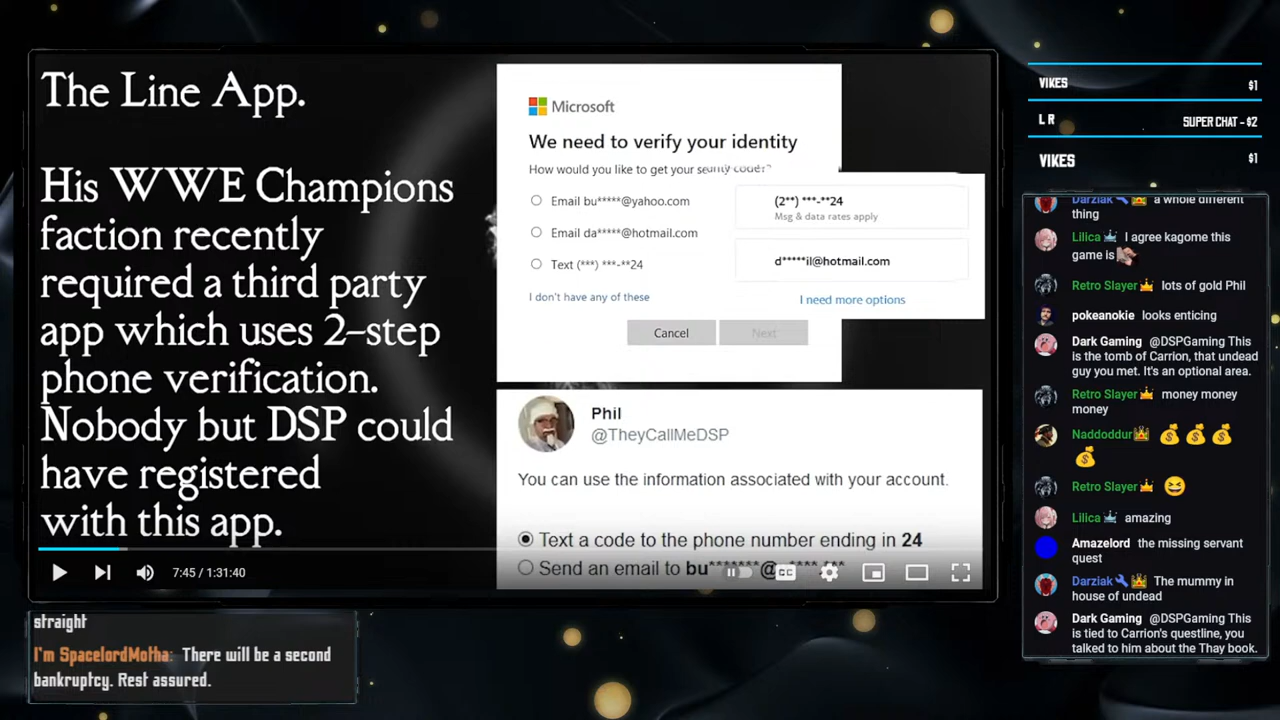 The Line App.
His WWE Champions
faction recently
required a third party
app which uses 2-step
phone verification.
Nobody but DSP could
have registered
with this app.
Microsoft
We need to verify your identity
How would you like to get your security code?
Email bu*****@yahoo.com
Email da*****@hotmail.com
Text (***) ***-**24
I don't have any of these
Cancel
Next
(2**) ***-**24
Msg & data rates apply
d*****il@hotmail.com
I need more options
Phil
@TheyCallMeDSP
You can use the information associated with your account.
Text a code to the phone number ending in 24
Send an email to bu*******@****.***
7:45 / 1:31:40
CC
straight
I'm SpacelordMotha: There will be a second
bankruptcy. Rest assured.
VIKES $1
L R SUPER CHAT - $2
VIKES $1
Darziak a whole different
thing
Lilica I agree kagome this
game is
Retro Slayer lots of gold Phil
pokeanokie looks enticing
Dark Gaming @DSPGaming This
is the tomb of Carrion, that undead
guy you met. It's an optional area.
Retro Slayer money money
money
Naddoddur 💰 💰 💰
💰
Retro Slayer 😆
Lilica amazing
Amazelord the missing servant
quest
Darziak The mummy in
house of undead
Dark Gaming @DSPGaming This
is tied to Carrion's questline, you
talked to him about the Thay book.